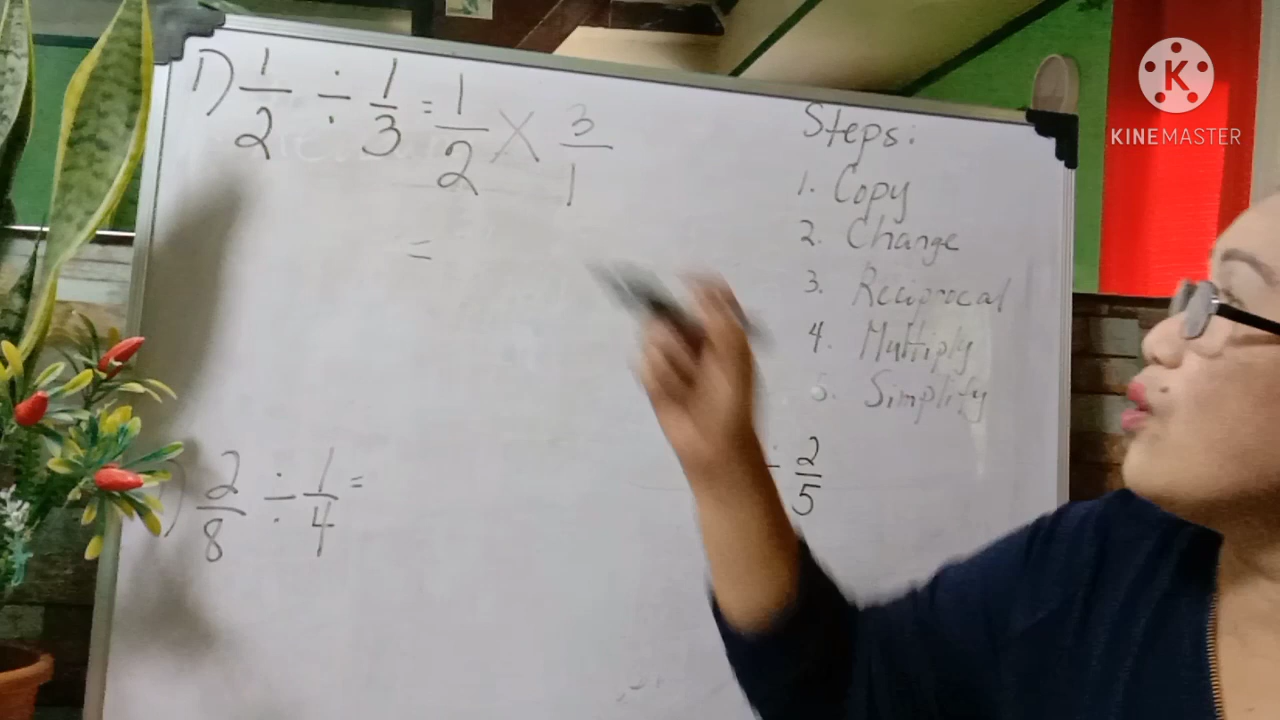 1) 1/2 ÷ 1/3 = 1/2 X 3/1
=
Steps:
1. Copy
2. Change
3. Reciprocal
4. Multiply
5. Simplify
) 2/8 ÷ 1/4 =
÷ 2/5
K
KINEMASTER